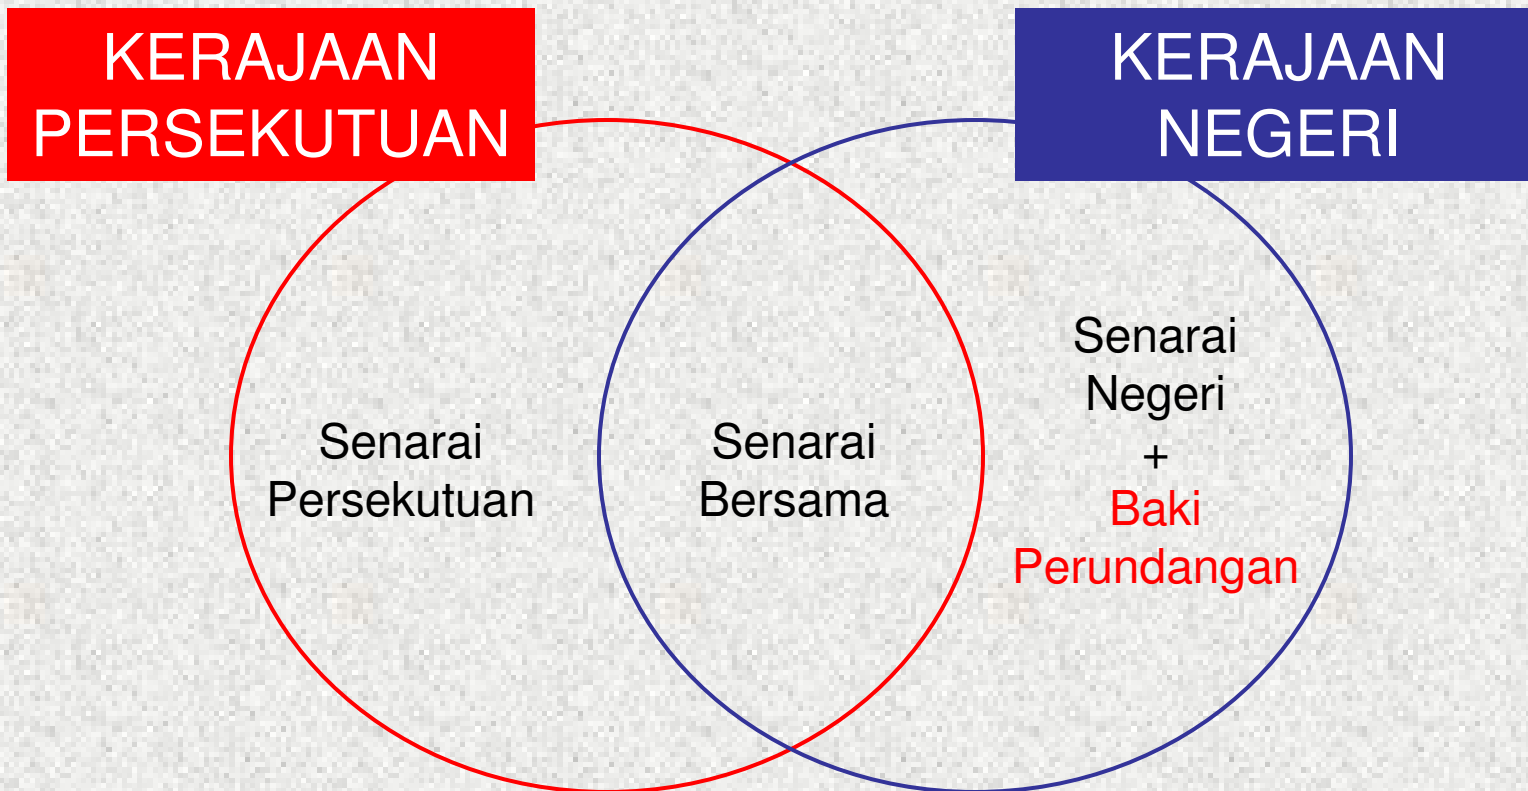 KERAJAAN
PERSEKUTUAN
KERAJAAN
NEGERI
Senarai
Persekutuan
Senarai
Bersama
Senarai
Negeri
+
Baki
Perundangan